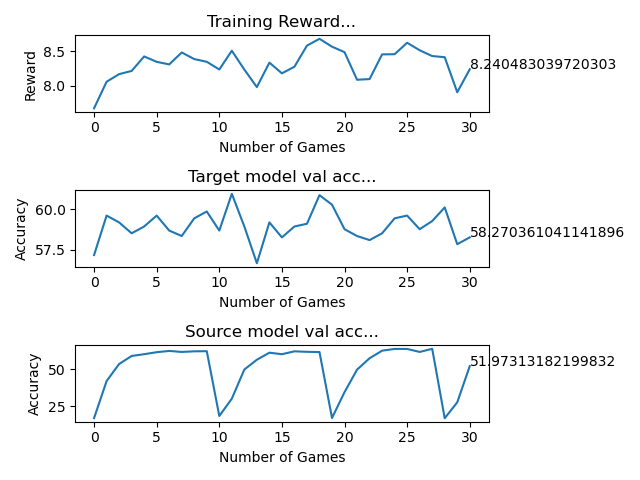 Training Reward...
8.5
8.0
Reward
8.240483039720303
0 5 10 15 20 25 30
Number of Games
Target model val acc...
60.0
57.5
Accuracy
58.270361041141896
0 5 10 15 20 25 30
Number of Games
Source model val acc...
50
25
Accuracy
51.97313182199832
0 5 10 15 20 25 30
Number of Games